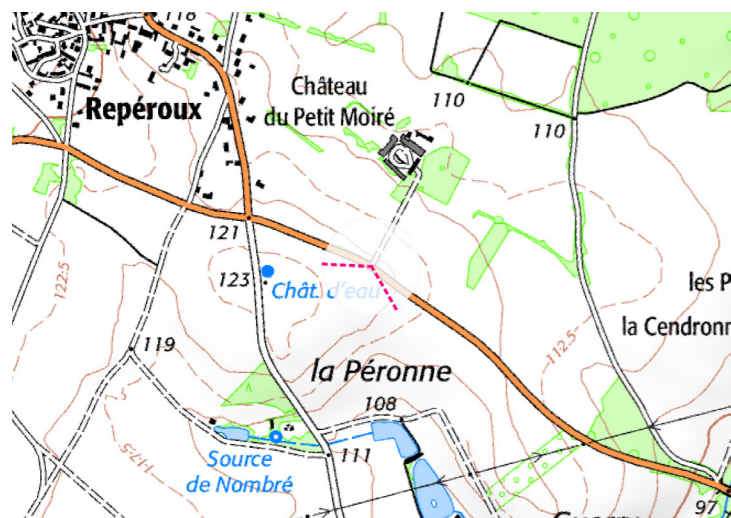 118
Château
du Petit Moiré
Repéroux
110
110
121
123
Chât. d'eau
122.5
les P
la Cendronn
119
112.5
la Péronne
108
117.5
Source
de Nombré
111
97